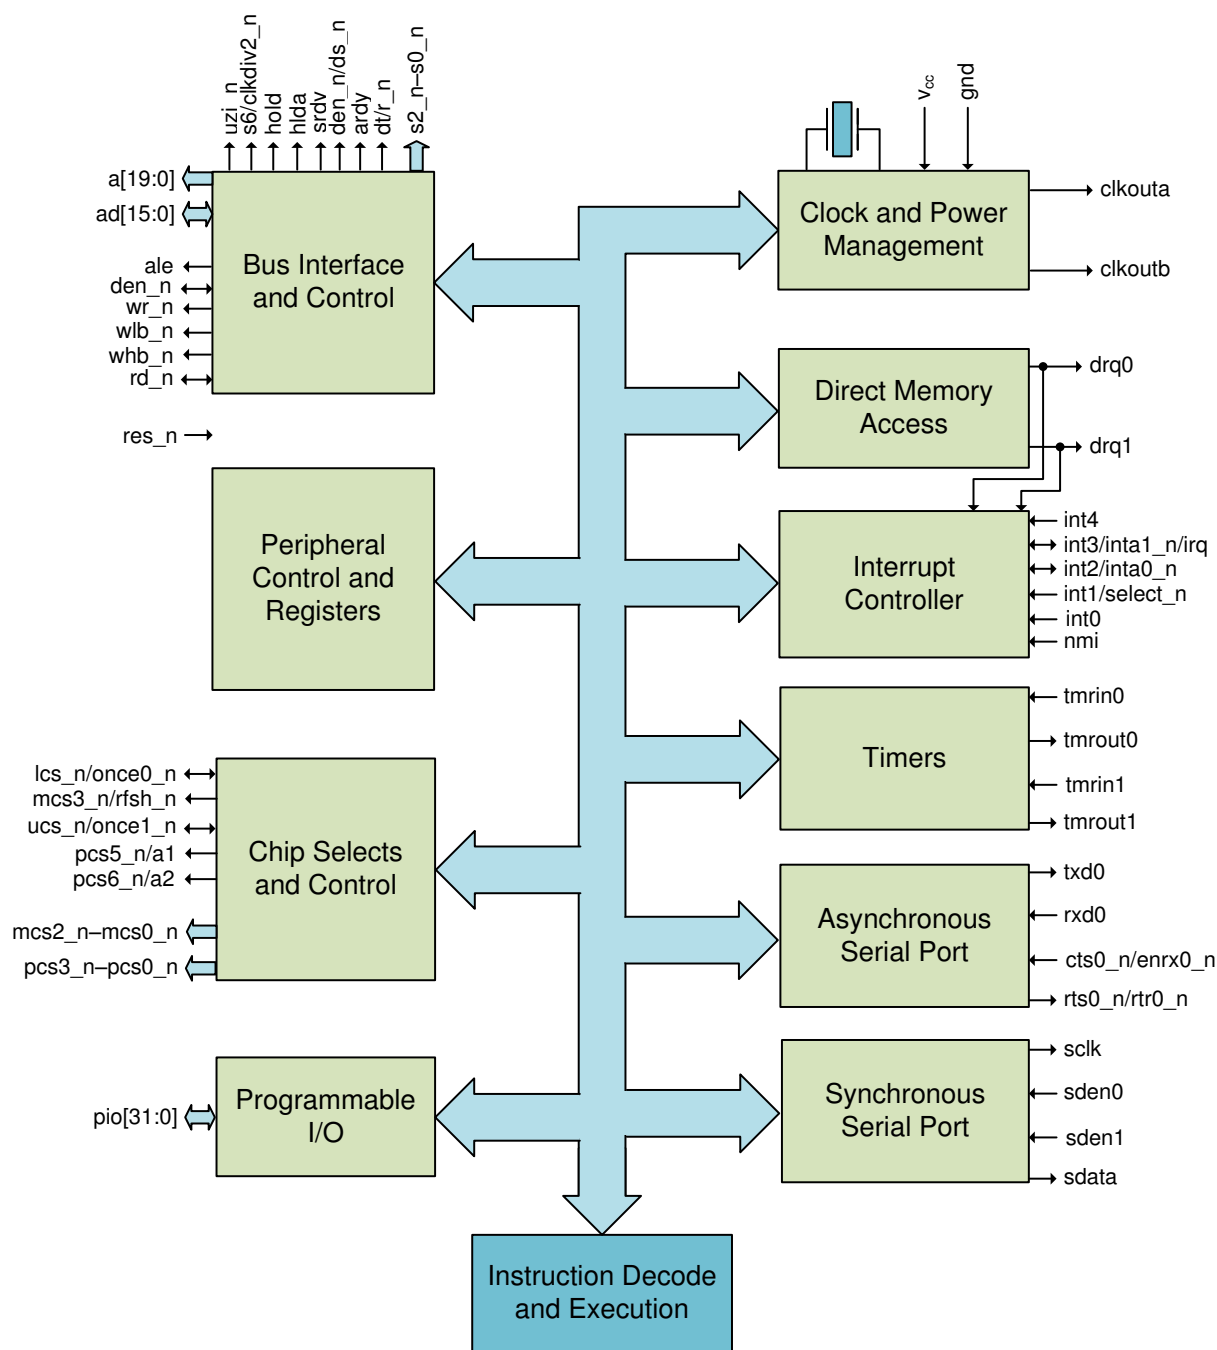 uzi_n
s6/clkdiv2_n
hold
hlda
srdv
den_n/ds_n
ardy
dt/r_n
s2_n–s0_n
a[19:0]
ad[15:0]
ale
den_n
wr_n
wlb_n
whb_n
rd_n
res_n
Bus Interface
and Control
Peripheral
Control and
Registers
lcs_n/once0_n
mcs3_n/rfsh_n
ucs_n/once1_n
pcs5_n/a1
pcs6_n/a2
mcs2_n–mcs0_n
pcs3_n–pcs0_n
Chip Selects
and Control
pio[31:0]
Programmable
I/O
vcc
gnd
Clock and Power
Management
clkouta
clkoutb
Direct Memory
Access
drq0
drq1
Interrupt
Controller
int4
int3/inta1_n/irq
int2/inta0_n
int1/select_n
int0
nmi
Timers
tmrin0
tmrout0
tmrin1
tmrout1
Asynchronous
Serial Port
txd0
rxd0
cts0_n/enrx0_n
rts0_n/rtr0_n
Synchronous
Serial Port
sclk
sden0
sden1
sdata
Instruction Decode
and Execution